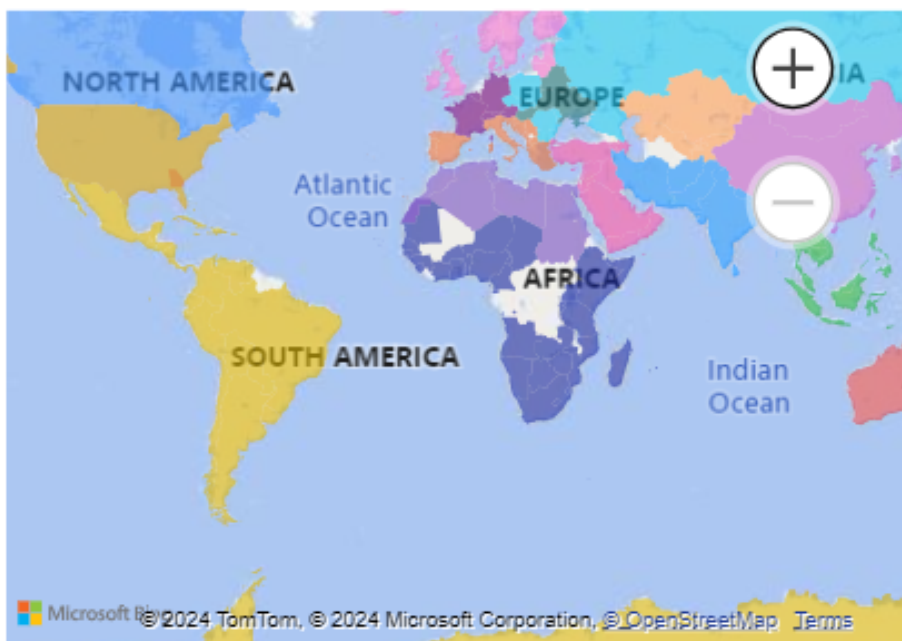 NORTH AMERICA
EUROPE
IA
Atlantic
Ocean
AFRICA
SOUTH AMERICA
Indian
Ocean
Microsoft Bing
© 2024 TomTom, © 2024 Microsoft Corporation, © OpenStreetMap Terms